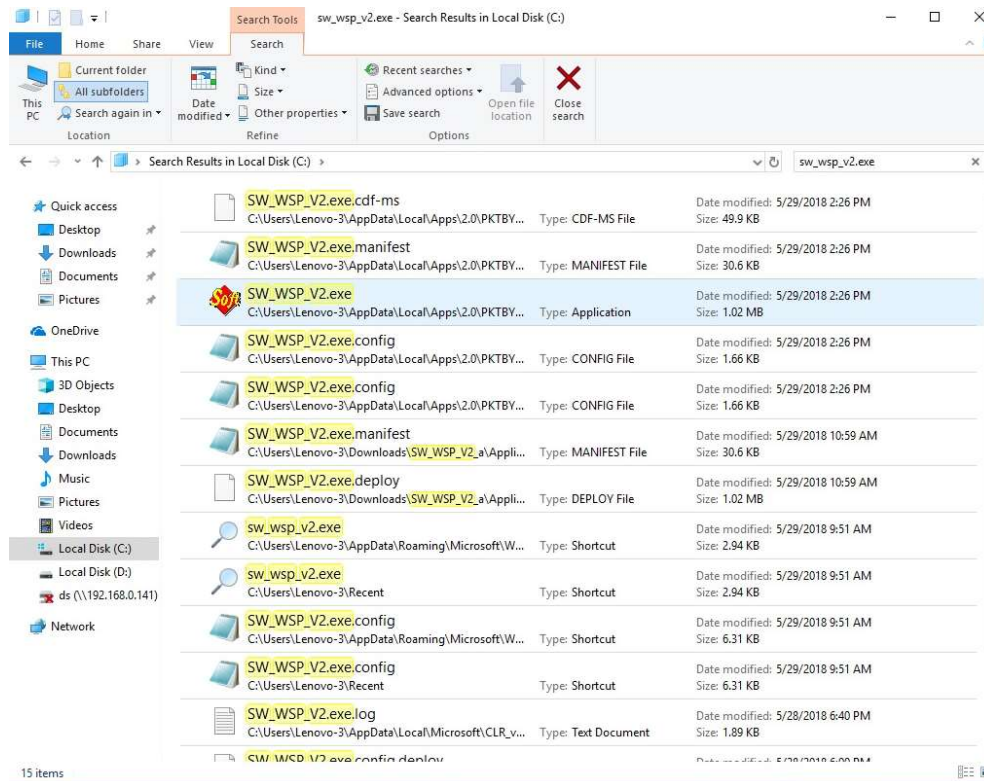 Search Tools
sw_wsp_v2.exe - Search Results in Local Disk (C:)
File Home Share View Search
Current folder
All subfolders
Search again in
This PC
Location
Date modified
Kind
Size
Other properties
Refine
Recent searches
Advanced options
Save search
Open file location
Options
Close search
Search Results in Local Disk (C:)
sw_wsp_v2.exe
Quick access
Desktop
Downloads
Documents
Pictures
OneDrive
This PC
3D Objects
Desktop
Documents
Downloads
Music
Pictures
Videos
Local Disk (C:)
Local Disk (D:)
ds (\\192.168.0.141)
Network
SW_WSP_V2.exe.cdf-ms
C:\Users\Lenovo-3\AppData\Local\Apps\2.0\PKTBY... Type: CDF-MS File
Date modified: 5/29/2018 2:26 PM
Size: 49.9 KB
SW_WSP_V2.exe.manifest
C:\Users\Lenovo-3\AppData\Local\Apps\2.0\PKTBY... Type: MANIFEST File
Date modified: 5/29/2018 2:26 PM
Size: 30.6 KB
Soft
SW_WSP_V2.exe
C:\Users\Lenovo-3\AppData\Local\Apps\2.0\PKTBY... Type: Application
Date modified: 5/29/2018 2:26 PM
Size: 1.02 MB
SW_WSP_V2.exe.config
C:\Users\Lenovo-3\AppData\Local\Apps\2.0\PKTBY... Type: CONFIG File
Date modified: 5/29/2018 2:26 PM
Size: 1.66 KB
SW_WSP_V2.exe.config
C:\Users\Lenovo-3\AppData\Local\Apps\2.0\PKTBY... Type: CONFIG File
Date modified: 5/29/2018 2:26 PM
Size: 1.66 KB
SW_WSP_V2.exe.manifest
C:\Users\Lenovo-3\Downloads\SW_WSP_V2_a\Appli... Type: MANIFEST File
Date modified: 5/29/2018 10:59 AM
Size: 30.6 KB
SW_WSP_V2.exe.deploy
C:\Users\Lenovo-3\Downloads\SW_WSP_V2_a\Appli... Type: DEPLOY File
Date modified: 5/29/2018 10:59 AM
Size: 1.02 MB
sw_wsp_v2.exe
C:\Users\Lenovo-3\AppData\Roaming\Microsoft\W... Type: Shortcut
Date modified: 5/29/2018 9:51 AM
Size: 2.94 KB
sw_wsp_v2.exe
C:\Users\Lenovo-3\Recent Type: Shortcut
Date modified: 5/29/2018 9:51 AM
Size: 2.94 KB
SW_WSP_V2.exe.config
C:\Users\Lenovo-3\AppData\Roaming\Microsoft\W... Type: Shortcut
Date modified: 5/29/2018 9:51 AM
Size: 6.31 KB
SW_WSP_V2.exe.config
C:\Users\Lenovo-3\Recent Type: Shortcut
Date modified: 5/29/2018 9:51 AM
Size: 6.31 KB
SW_WSP_V2.exe.log
C:\Users\Lenovo-3\AppData\Local\Microsoft\CLR_v... Type: Text Document
Date modified: 5/28/2018 6:40 PM
Size: 1.89 KB
SW_WSP_V2.exe.config.deploy
Date modified: 5/28/2018 6:00 PM
15 items